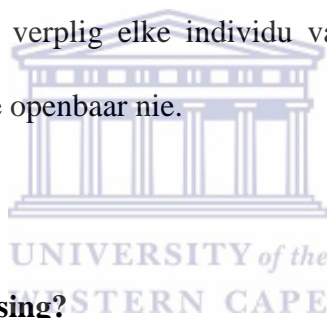 verplig elke individu va
openbaar nie.
UNIVERSITY of the
WESTERN CAPE
sing?